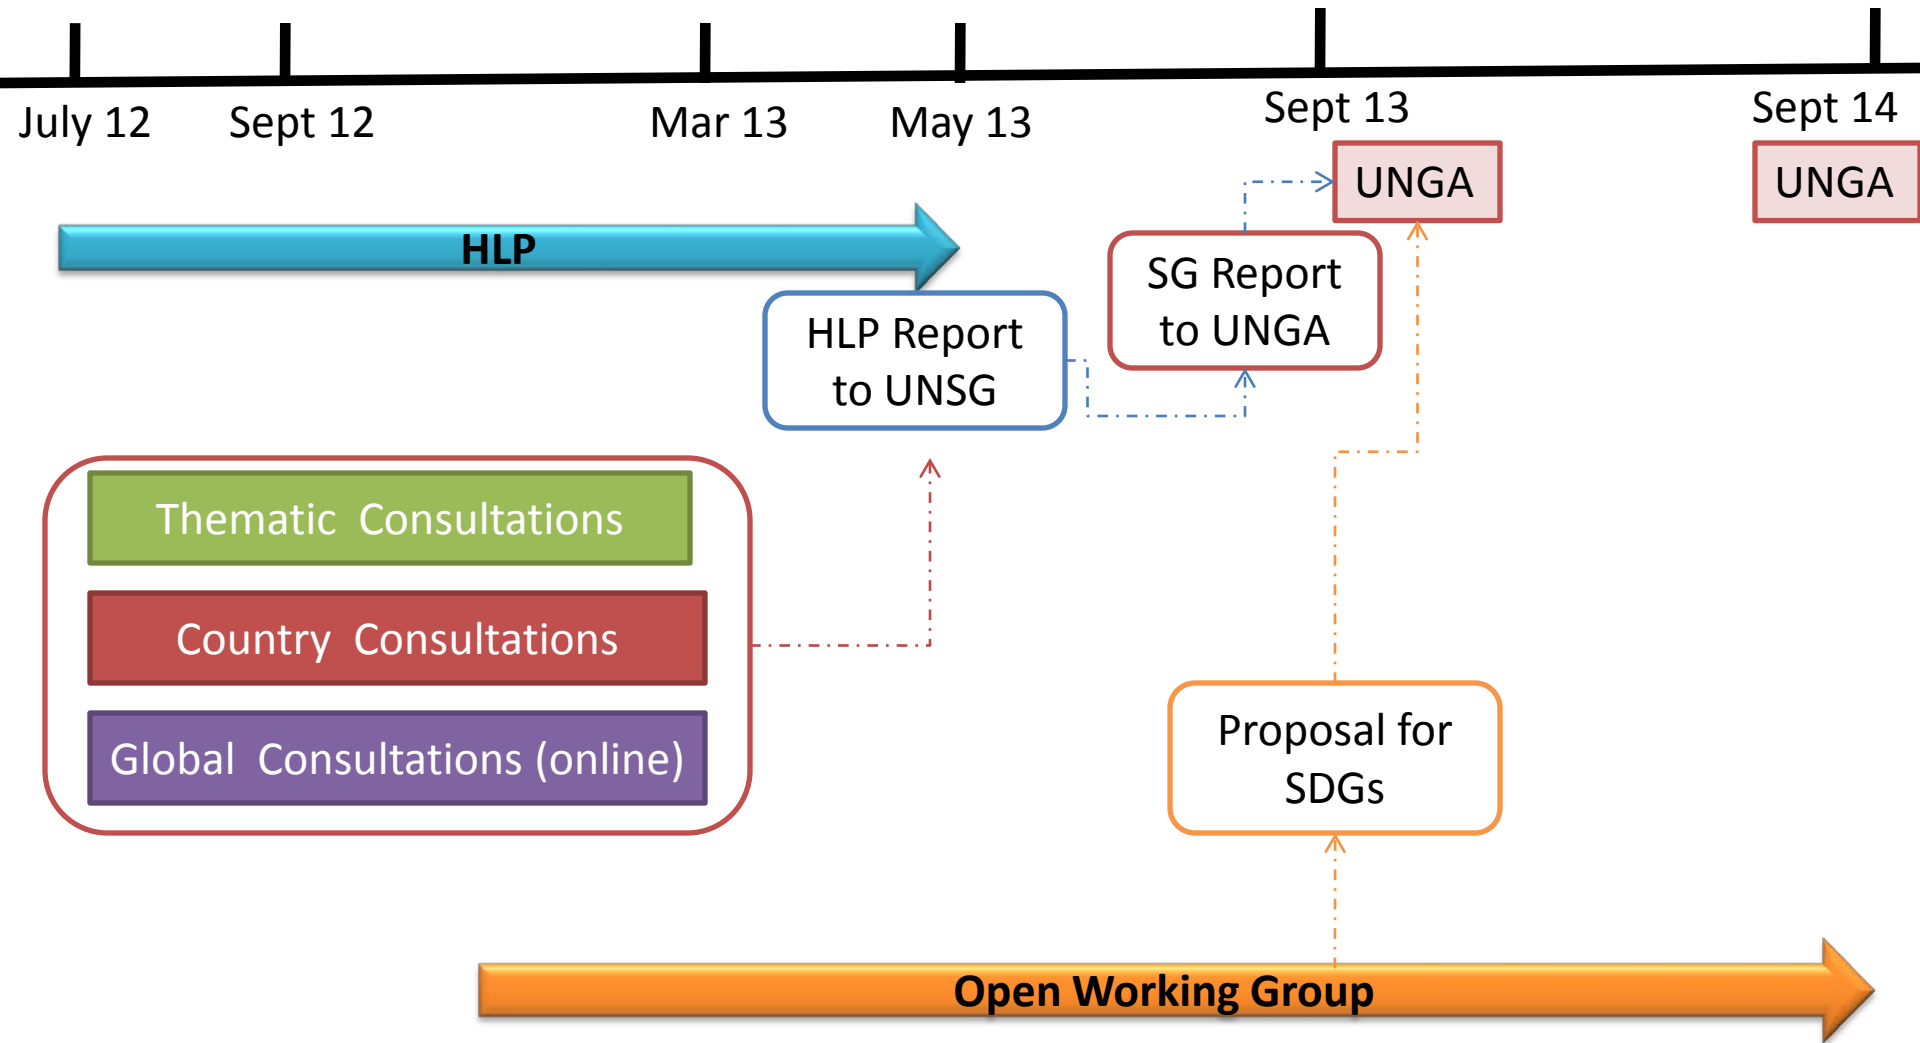 July 12
Sept 12
Mar 13
May 13
Sept 13
Sept 14
UNGA
UNGA
HLP
SG Report
to UNGA
HLP Report
to UNSG
Thematic Consultations
Country Consultations
Global Consultations (online)
Proposal for
SDGs
Open Working Group